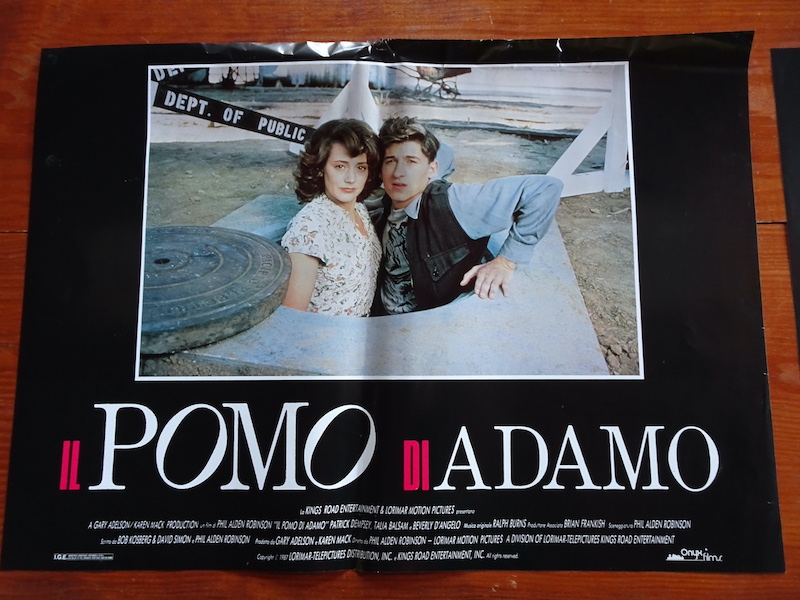 DEPT. OF PUBLIC
IL POMO DI ADAMO
La KINGS ROAD ENTERTAINMENT & LORIMAR MOTION PICTURES presentano
A GARY ADELSON/KAREN MACK PRODUCTION un film di PHIL ALDEN ROBINSON "IL POMO DI ADAMO" PATRICK DEMPSEY, TALIA BALSAM e BEVERLY D'ANGELO Musica originale RALPH BURNS Produttore Associato BRIAN FRANKISH Sceneggiatura PHIL ALDEN ROBINSON
Scritto da BOB KOSBERG & DAVID SIMON e PHIL ALDEN ROBINSON Prodotto da GARY ADELSON e KAREN MACK Diretto da PHIL ALDEN ROBINSON – LORIMAR MOTION PICTURES A DIVISION OF LORIMAR-TELEPICTURES KINGS ROAD ENTERTAINMENT
Copyright © 1987 LORIMAR-TELEPICTURES DISTRIBUTION, INC. e KINGS ROAD ENTERTAINMENT, INC. All rights reserved.
I.G.E.
Onyx films